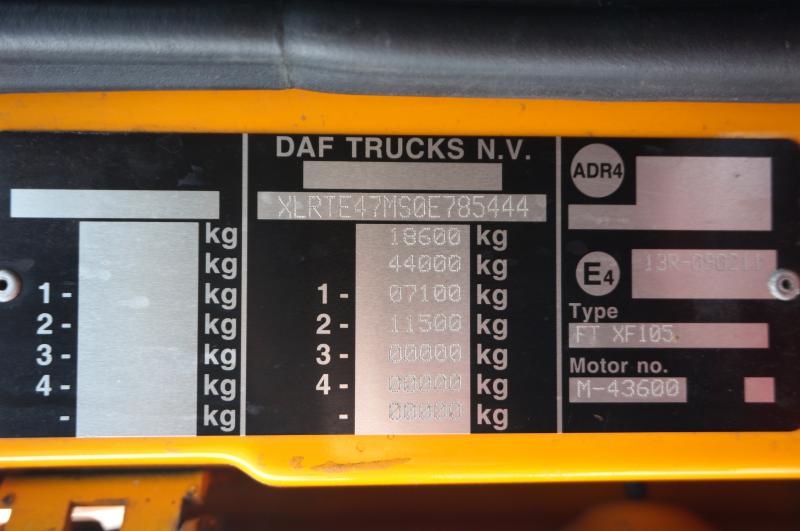 kg
kg
1 - kg
2 - kg
3 - kg
4 - kg
- kg
DAF TRUCKS N.V.
XLRTE47MS0E785444
18600 kg
44000 kg
1 - 07100 kg
2 - 11500 kg
3 - 00000 kg
4 - 00000 kg
- 00000 kg
ADR4
E4
Type
FT XF105
Motor no.
M-43600